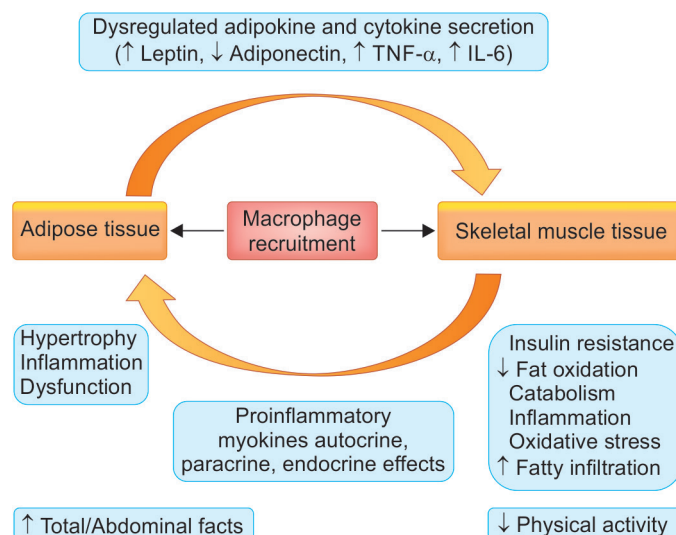 Dysregulated adipokine and cytokine secretion
(↑ Leptin, ↓ Adiponectin, ↑ TNF-α, ↑ IL-6)
Adipose tissue
Macrophage
recruitment
Skeletal muscle tissue
Hypertrophy
Inflammation
Dysfunction
Proinflammatory
myokines autocrine,
paracrine, endocrine effects
Insulin resistance
↓ Fat oxidation
Catabolism
Inflammation
Oxidative stress
↑ Fatty infiltration
↑ Total/Abdominal facts
↓ Physical activity